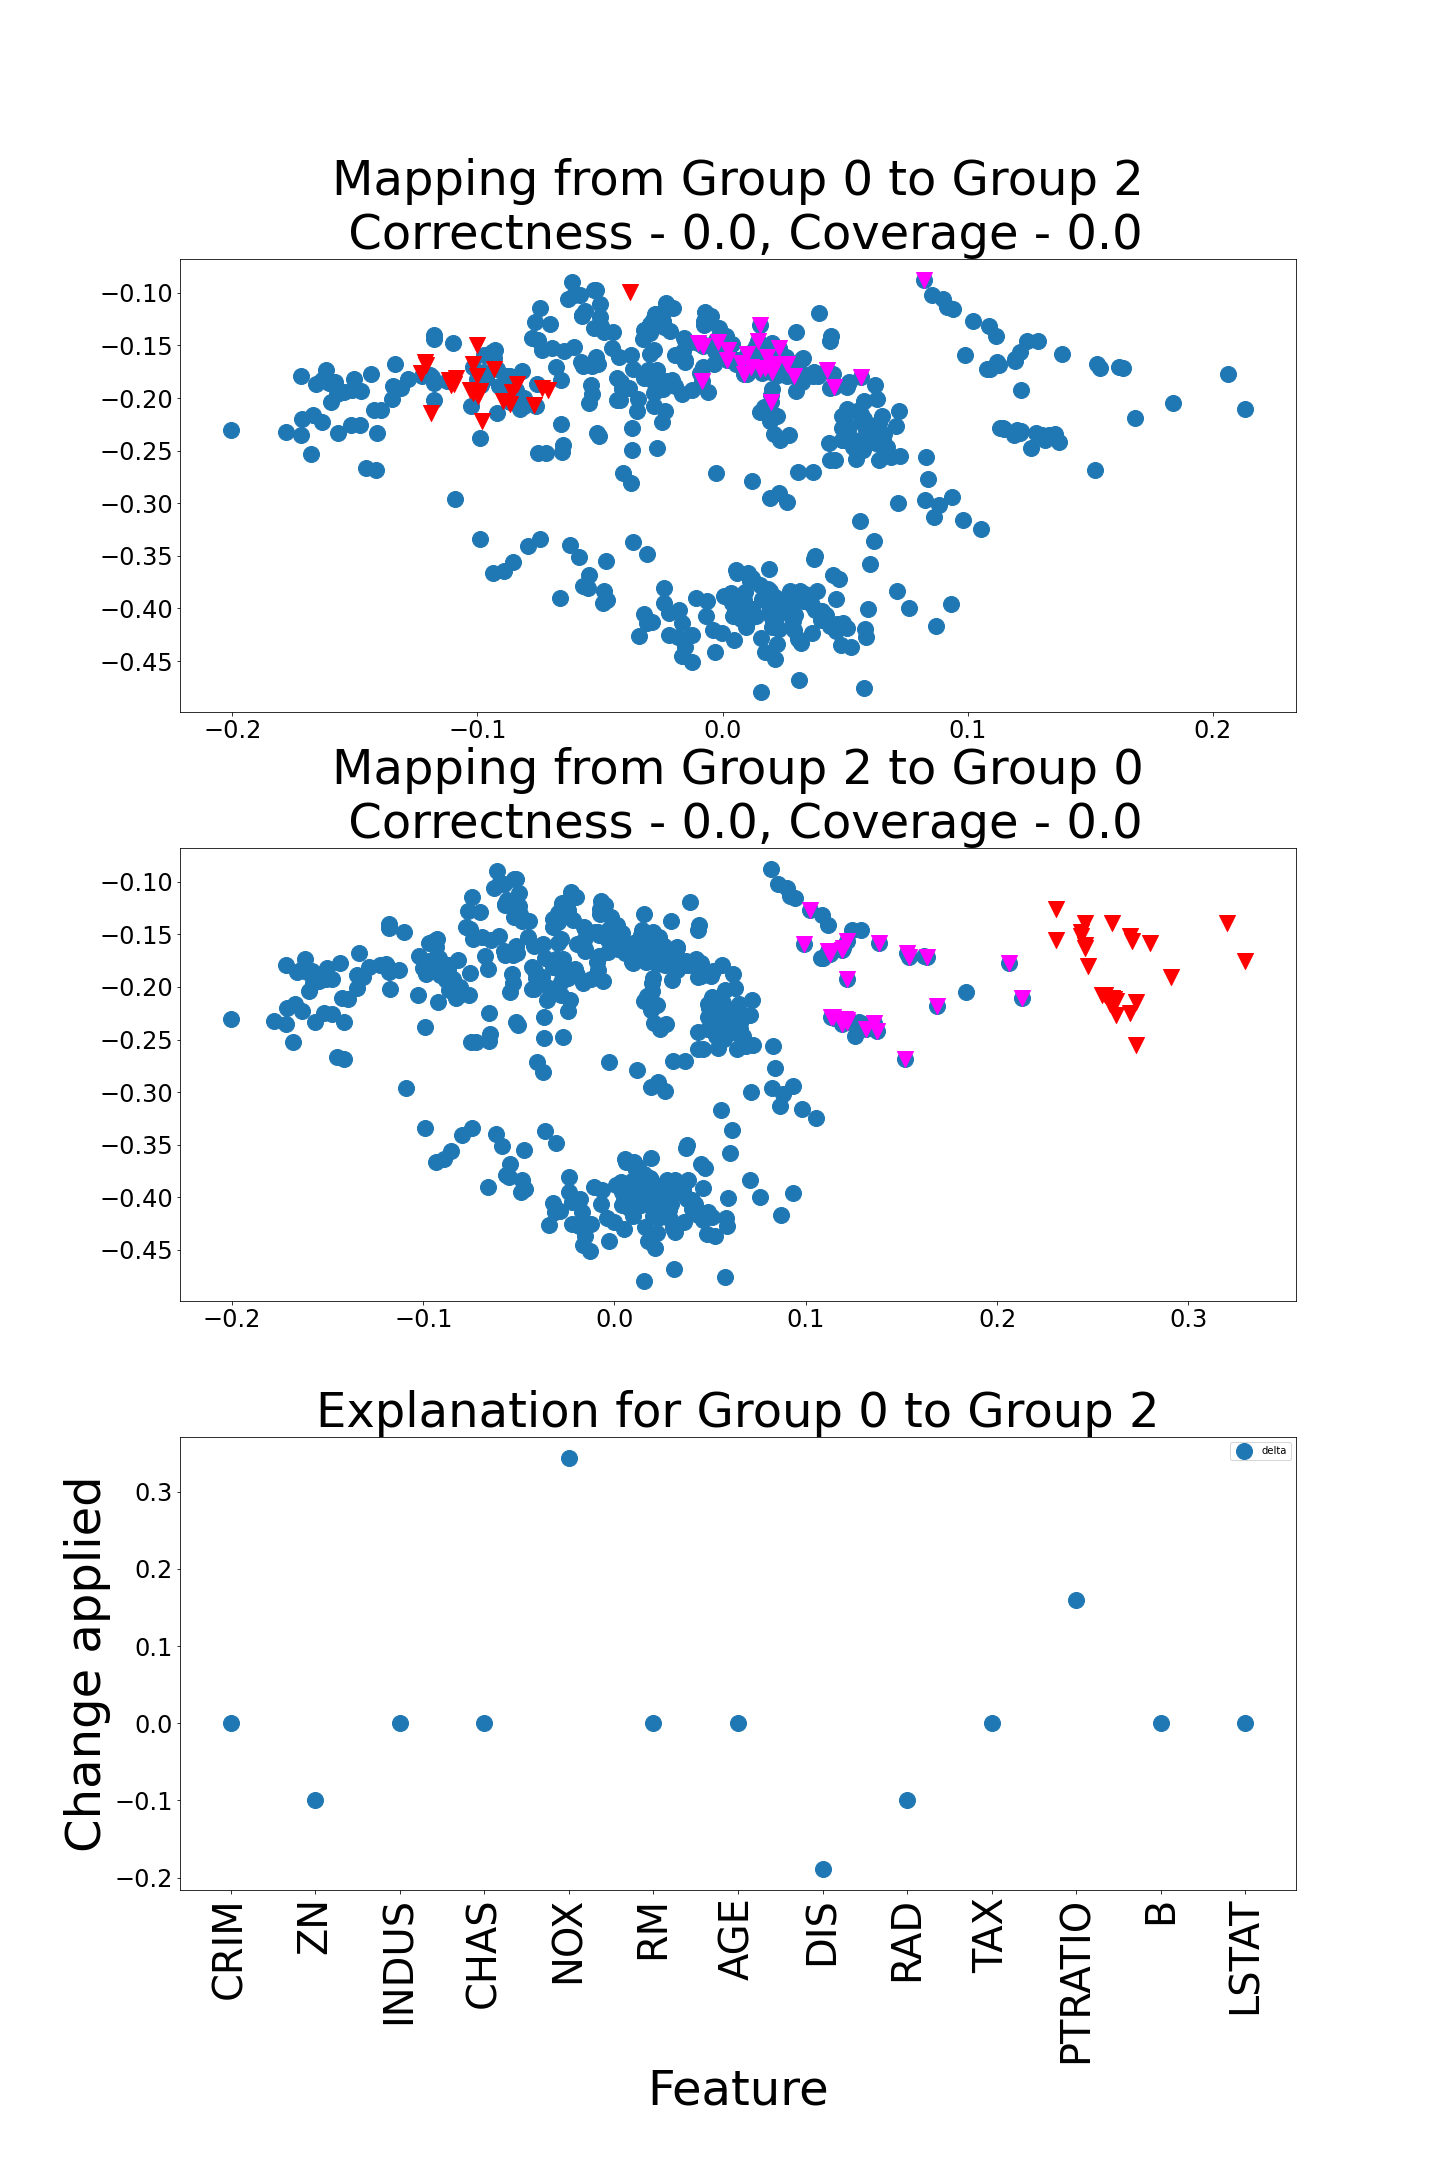 Mapping from Group 0 to Group 2
Correctness - 0.0, Coverage - 0.0
−0.10
−0.15
−0.20
−0.25
−0.30
−0.35
−0.40
−0.45
−0.2 −0.1 0.0 0.1 0.2
Mapping from Group 2 to Group 0
Correctness - 0.0, Coverage - 0.0
−0.10
−0.15
−0.20
−0.25
−0.30
−0.35
−0.40
−0.45
−0.2 −0.1 0.0 0.1 0.2 0.3
Explanation for Group 0 to Group 2
delta
Change applied
0.3
0.2
0.1
0.0
−0.1
−0.2
CRIM ZN INDUS CHAS NOX RM AGE DIS RAD TAX PTRATIO B LSTAT
Feature